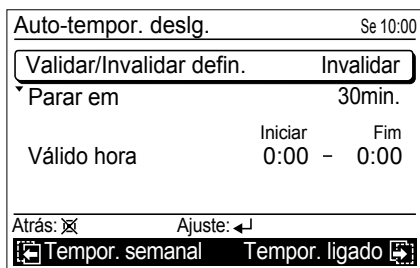 Auto-tempor. deslg. Se 10:00
Validar/Invalidar defin. Invalidar
Parar em 30min.
Iniciar Fim
Válido hora 0:00 – 0:00
Atrás: Ajuste:
Tempor. semanal Tempor. ligado